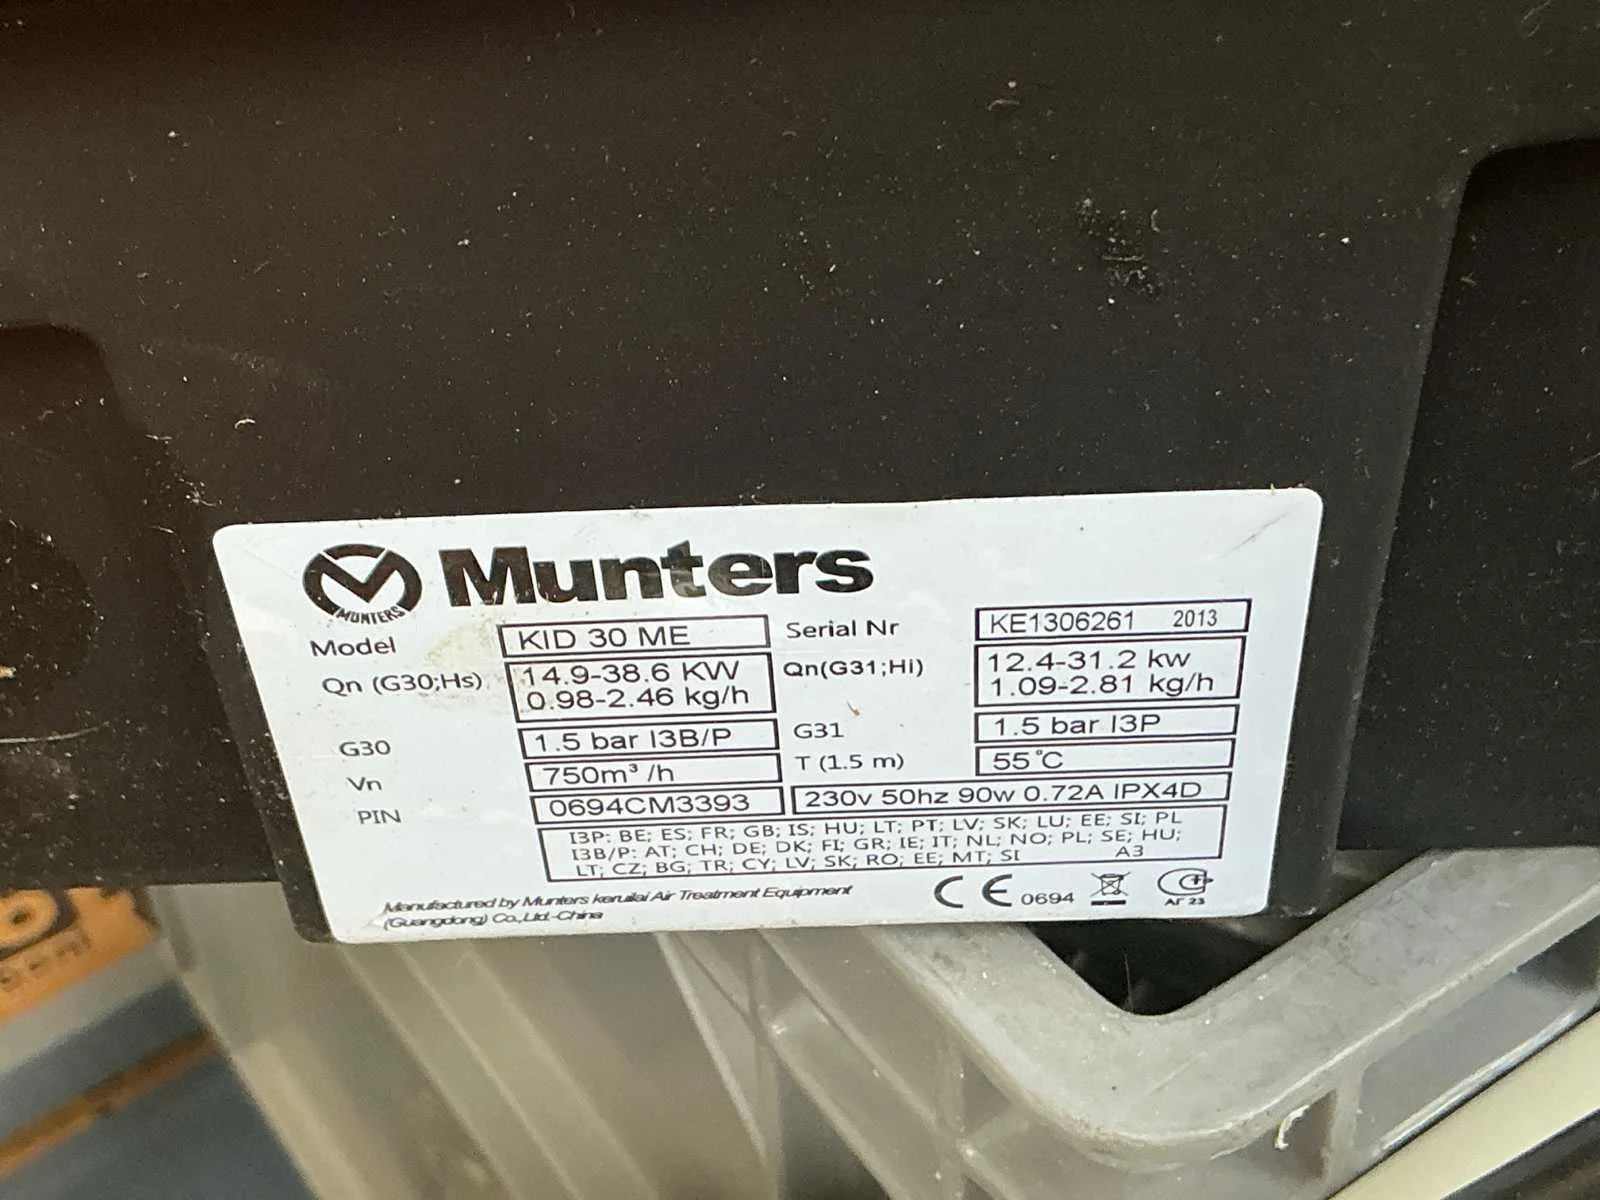 MUNTERS
Munters
Model KID 30 ME Serial Nr KE1306261 2013
Qn (G30;Hs) 14.9-38.6 KW Qn(G31;Hi) 12.4-31.2 kw
0.98-2.46 kg/h 1.09-2.81 kg/h
G30 1.5 bar I3B/P G31 1.5 bar I3P
Vn 750m³/h T (1.5 m) 55°C
PIN 0694CM3393 230v 50hz 90w 0.72A IPX4D
I3P: BE; ES; FR; GB; IS; HU; LT; PT; LV; SK; LU; EE; SI; PL
I3B/P: AT; CH; DE; DK; FI; GR; IE; IT; NL; NO; PL; SE; HU;
LT; CZ; BG; TR; CY; LV; SK; RO; EE; MT; SI A3
Manufactured by Munters keruilai Air Treatment Equipment
(Guangdong) Co.,Ltd.-China
CE 0694
АГ 23